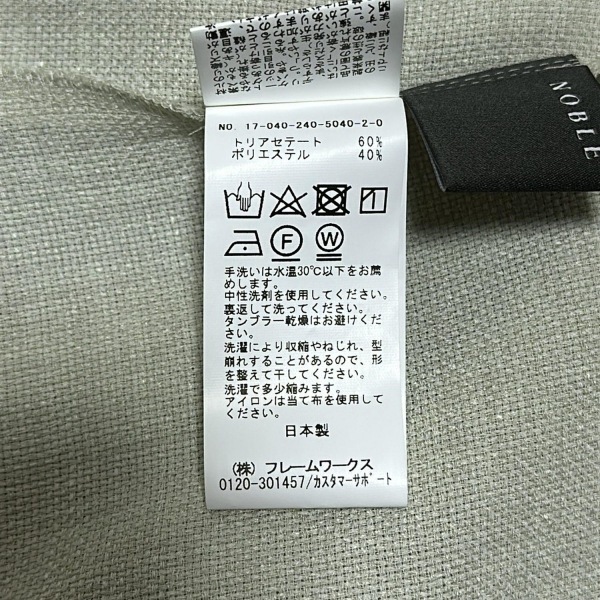 NO. 17-040-240-5040-2-0
トリアセテート 60%
ポリエステル 40%
F
W
手洗いは水温30℃以下をお薦
めします。
中性洗剤を使用してください。
裏返して洗ってください。
タンブラー乾燥はお避けくだ
さい。
洗濯により収縮やねじれ、型
崩れすることがあるので、形
を整えて干してください。
洗濯で多少縮みます。
アイロンは当て布を使用して
ください。
日本製
(株) フレームワークス
0120-301457/カスタマーサポート
NOBLE